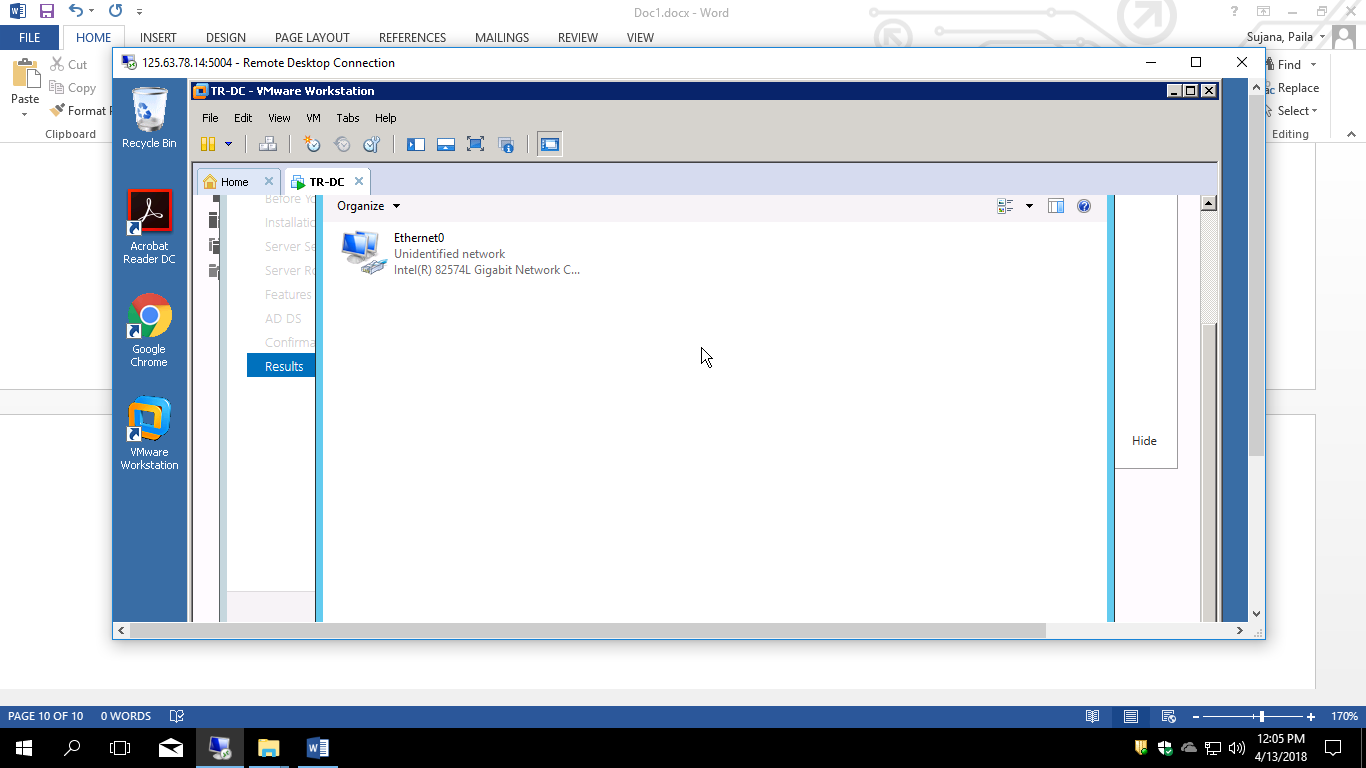 Doc1.docx - Word
FILE HOME INSERT DESIGN PAGE LAYOUT REFERENCES MAILINGS REVIEW VIEW Sujana, Paila
Paste
Cut
Copy
Format
Clipboard
Find
Replace
Select
Editing
125.63.78.14:5004 - Remote Desktop Connection
Recycle Bin
Acrobat
Reader DC
Google
Chrome
VMware
Workstation
TR-DC - VMware Workstation
File Edit View VM Tabs Help
Home TR-DC
Before Yo
Installatio
Server Se
Server Ro
Features
AD DS
Confirma
Results
Organize
Ethernet0
Unidentified network
Intel(R) 82574L Gigabit Network C...
Hide
PAGE 10 OF 10 0 WORDS 170%
12:05 PM
4/13/2018